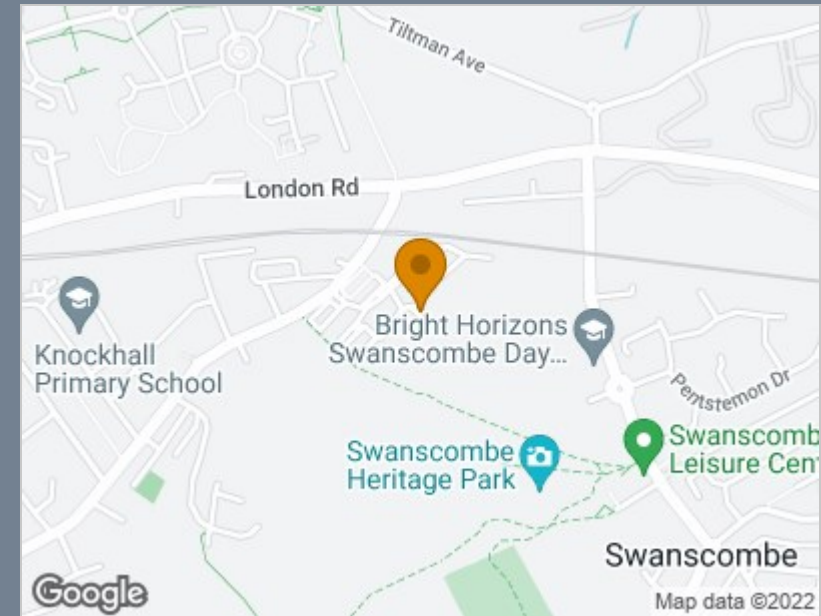 Tiltman Ave
London Rd
Bright Horizons
Swanscombe Day...
Knockhall
Primary School
Pentstemon Dr
Swanscomb
Leisure Cen
Swanscombe
Heritage Park
Swanscombe
Google
Map data ©2022